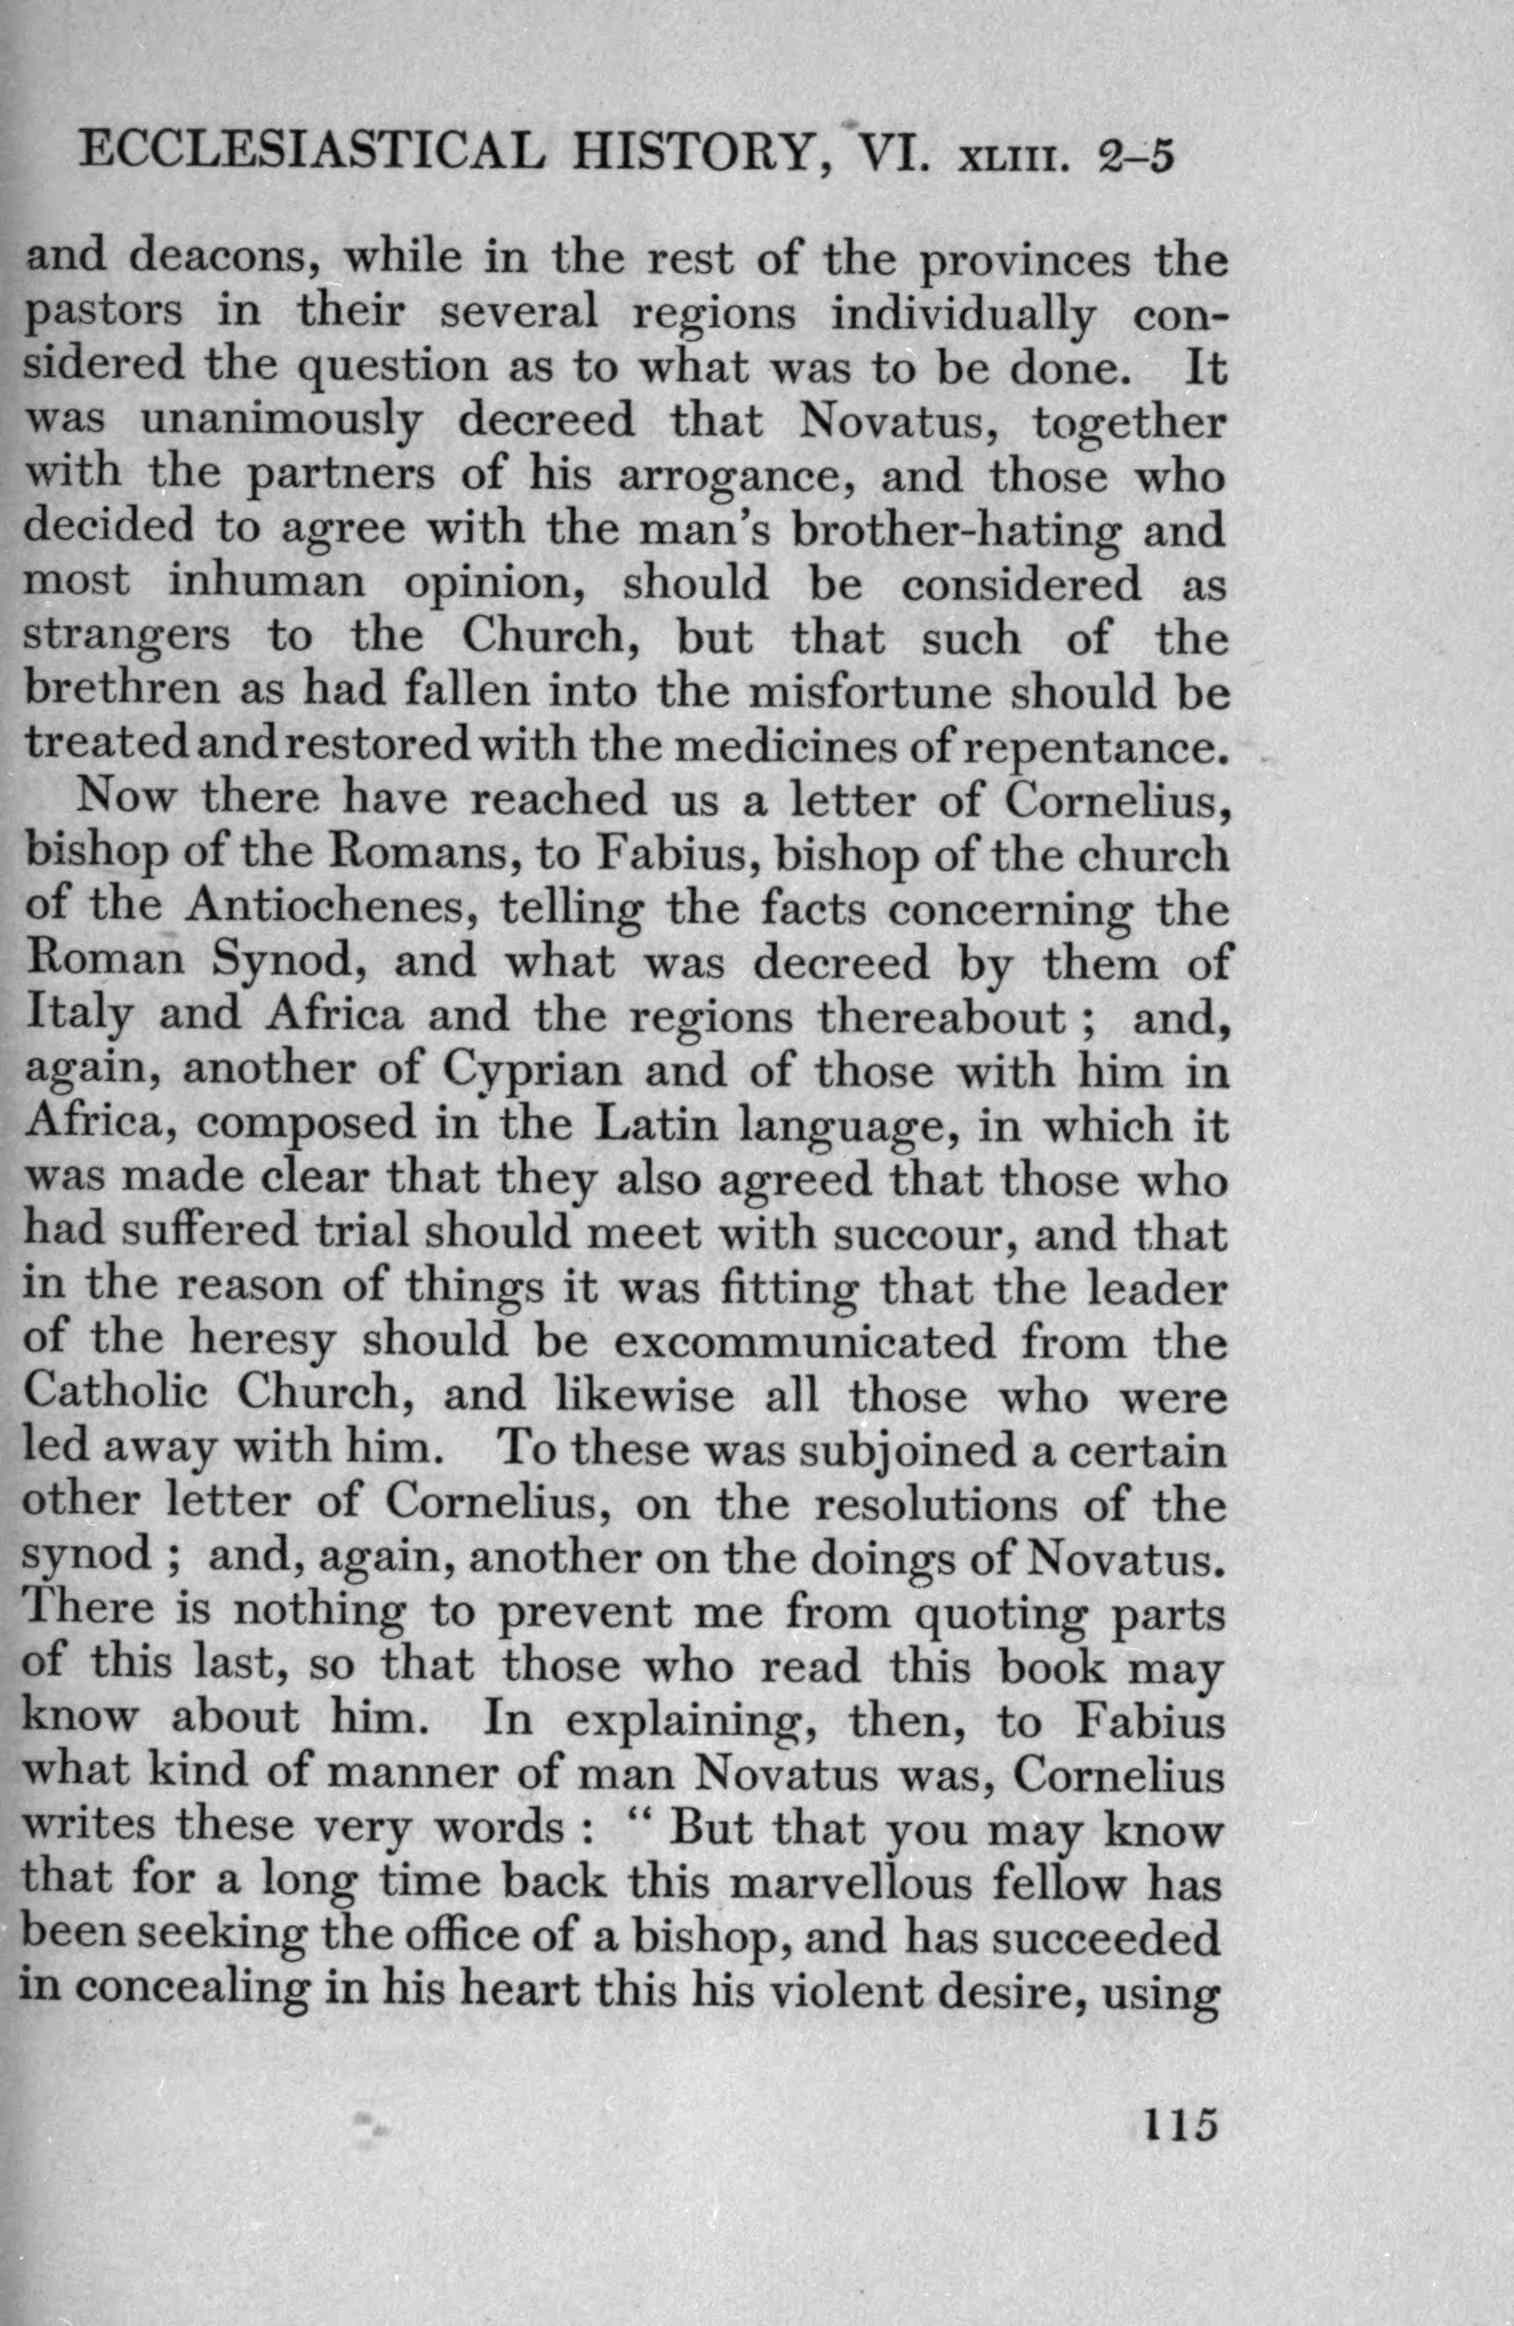 ECCLESIASTICAL HISTORY, VI. XLIII. 2–5
and deacons, while in the rest of the provinces the
pastors in their several regions individually con-
sidered the question as to what was to be done. It
was unanimously decreed that Novatus, together
with the partners of his arrogance, and those who
decided to agree with the man's brother-hating and
most inhuman opinion, should be considered as
strangers to the Church, but that such of the
brethren as had fallen into the misfortune should be
treated and restored with the medicines of repentance.
Now there have reached us a letter of Cornelius,
bishop of the Romans, to Fabius, bishop of the church
of the Antiochenes, telling the facts concerning the
Roman Synod, and what was decreed by them of
Italy and Africa and the regions thereabout ; and,
again, another of Cyprian and of those with him in
Africa, composed in the Latin language, in which it
was made clear that they also agreed that those who
had suffered trial should meet with succour, and that
in the reason of things it was fitting that the leader
of the heresy should be excommunicated from the
Catholic Church, and likewise all those who were
led away with him. To these was subjoined a certain
other letter of Cornelius, on the resolutions of the
synod ; and, again, another on the doings of Novatus.
There is nothing to prevent me from quoting parts
of this last, so that those who read this book may
know about him. In explaining, then, to Fabius
what kind of manner of man Novatus was, Cornelius
writes these very words : “ But that you may know
that for a long time back this marvellous fellow has
been seeking the office of a bishop, and has succeeded
in concealing in his heart this his violent desire, using
115